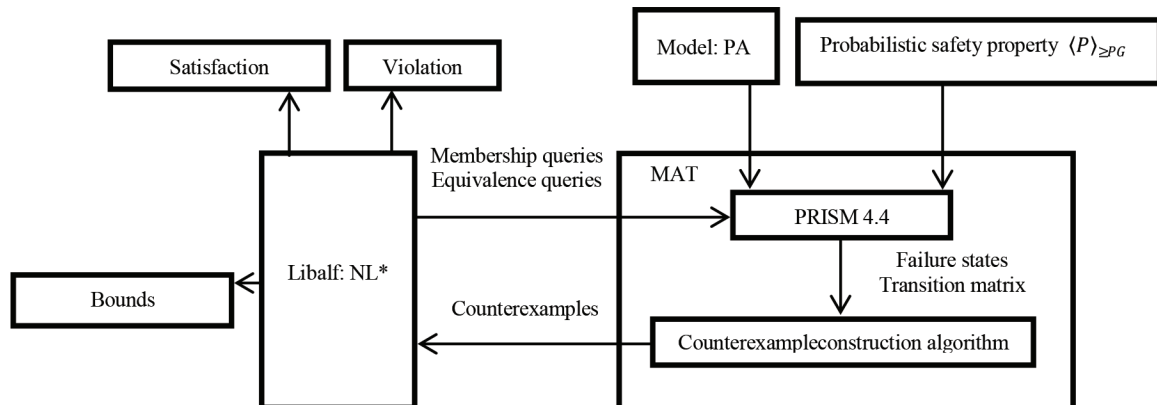 Satisfaction
Violation
Model: PA
Probabilistic safety property ⟨P⟩≥PG
Membership queries
Equivalence queries
MAT
PRISM 4.4
Libalf: NL*
Failure states
Transition matrix
Bounds
Counterexamples
Counterexampleconstruction algorithm